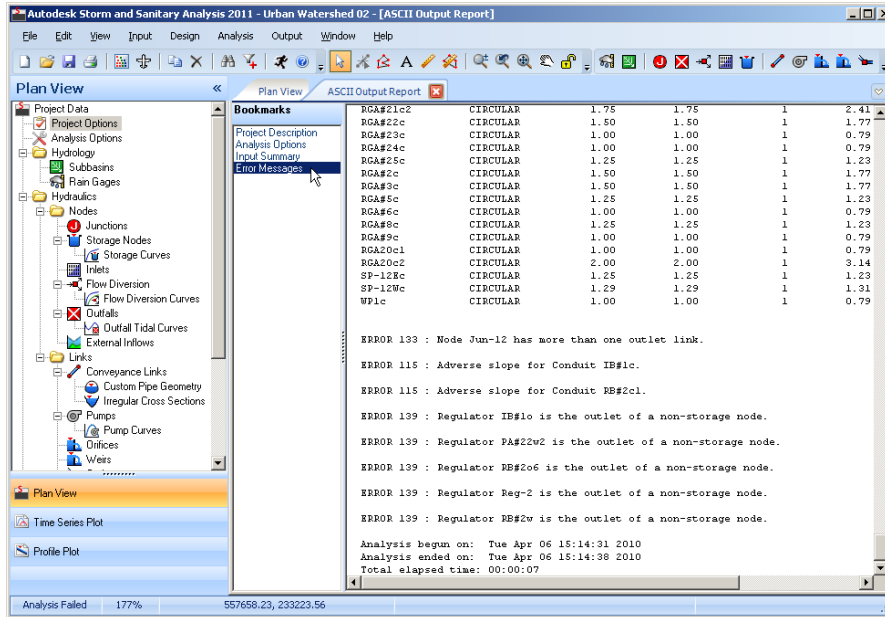 Autodesk Storm and Sanitary Analysis 2011 - Urban Watershed 02 - [ASCII Output Report]
File Edit View Input Design Analysis Output Window Help
Plan View «
Project Data
Project Options
Analysis Options
Hydrology
Subbasins
Rain Gages
Hydraulics
Nodes
Junctions
Storage Nodes
Storage Curves
Inlets
Flow Diversion
Flow Diversion Curves
Outfalls
Outfall Tidal Curves
External Inflows
Links
Conveyance Links
Custom Pipe Geometry
Irregular Cross Sections
Pumps
Pump Curves
Orifices
Weirs
Plan View
Time Series Plot
Profile Plot
Plan View ASCII Output Report
Bookmarks
Project Description
Analysis Options
Input Summary
Error Messages
RGA#21c2 CIRCULAR 1.75 1.75 1 2.41
RGA#22c CIRCULAR 1.50 1.50 1 1.77
RGA#23c CIRCULAR 1.00 1.00 1 0.79
RGA#24c CIRCULAR 1.00 1.00 1 0.79
RGA#25c CIRCULAR 1.25 1.25 1 1.23
RGA#2c CIRCULAR 1.50 1.50 1 1.77
RGA#3c CIRCULAR 1.50 1.50 1 1.77
RGA#5c CIRCULAR 1.25 1.25 1 1.23
RGA#6c CIRCULAR 1.00 1.00 1 0.79
RGA#8c CIRCULAR 1.25 1.25 1 1.23
RGA#9c CIRCULAR 1.00 1.00 1 0.79
RGA20c1 CIRCULAR 1.00 1.00 1 0.79
RGA20c2 CIRCULAR 2.00 2.00 1 3.14
SP-12Ec CIRCULAR 1.25 1.25 1 1.23
SP-12Wc CIRCULAR 1.29 1.29 1 1.31
WP1c CIRCULAR 1.00 1.00 1 0.79
ERROR 133 : Node Jun-12 has more than one outlet link.
ERROR 115 : Adverse slope for Conduit IB#1c.
ERROR 115 : Adverse slope for Conduit RB#2c1.
ERROR 139 : Regulator IB#1o is the outlet of a non-storage node.
ERROR 139 : Regulator PA#22w2 is the outlet of a non-storage node.
ERROR 139 : Regulator RB#2o6 is the outlet of a non-storage node.
ERROR 139 : Regulator Reg-2 is the outlet of a non-storage node.
ERROR 139 : Regulator RB#2w is the outlet of a non-storage node.
Analysis begun on: Tue Apr 06 15:14:31 2010
Analysis ended on: Tue Apr 06 15:14:38 2010
Total elapsed time: 00:00:07
Analysis Failed 177% 557658.23, 233223.56